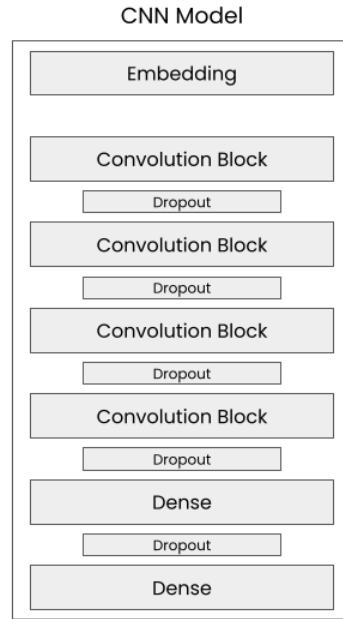 CNN Model
Embedding
Convolution Block
Dropout
Convolution Block
Dropout
Convolution Block
Dropout
Convolution Block
Dropout
Dense
Dropout
Dense